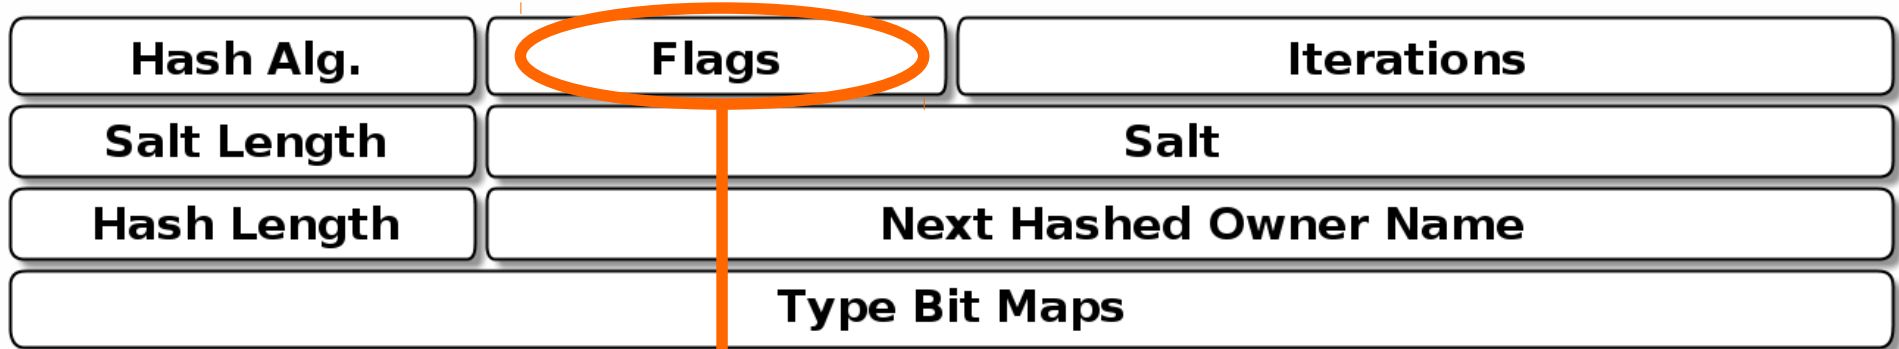 Hash Alg. Flags Iterations
Salt Length Salt
Hash Length Next Hashed Owner Name
Type Bit Maps